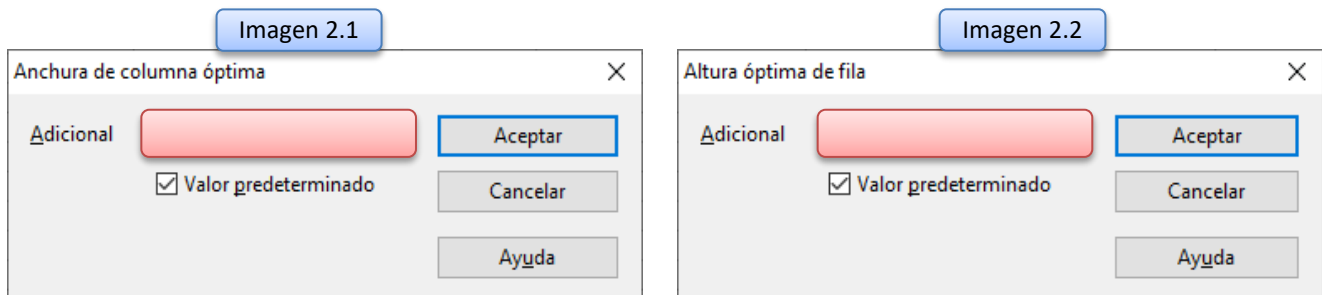 Imagen 2.1
Anchura de columna óptima
Adicional
Aceptar
Valor predeterminado
Cancelar
Ayuda
Imagen 2.2
Altura óptima de fila
Adicional
Aceptar
Valor predeterminado
Cancelar
Ayuda